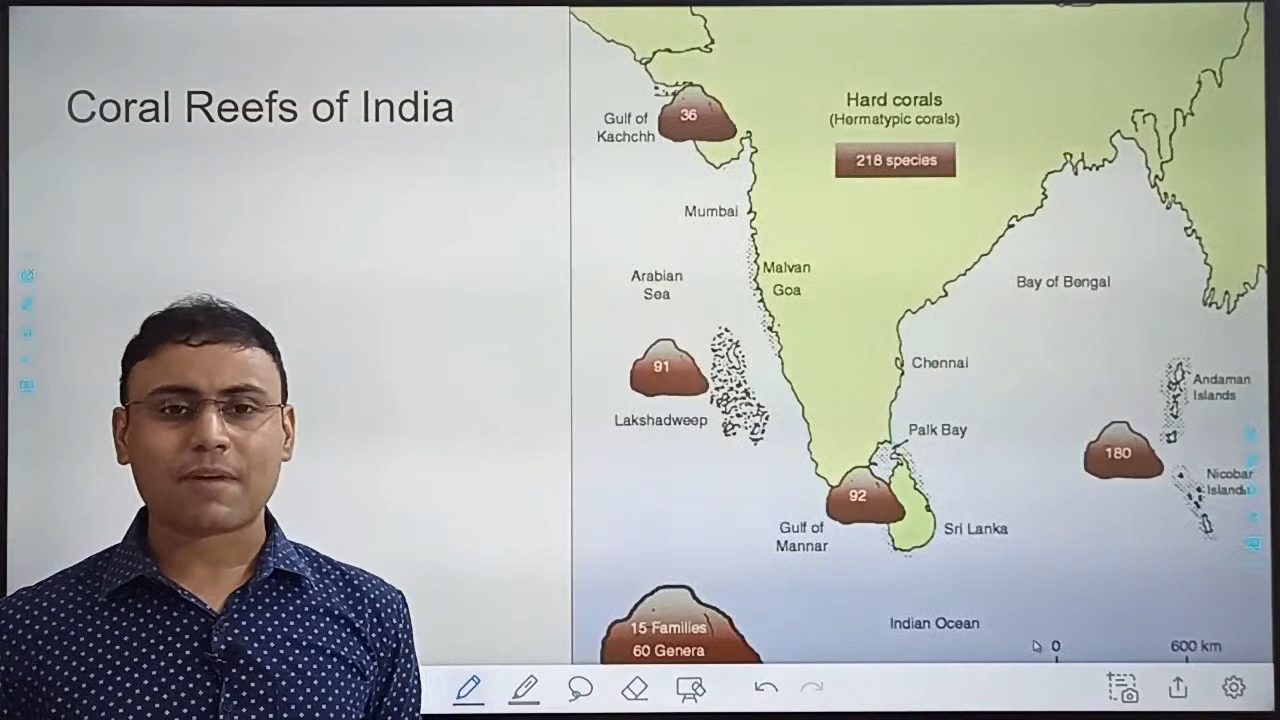 Coral Reefs of India
Hard corals
(Hermatypic corals)
218 species
36
Gulf of
Kachchh
Mumbai
Malvan
Goa
Arabian
Sea
Bay of Bengal
91
Lakshadweep
Chennai
Andaman
Islands
Palk Bay
180
Nicobar
Islands
92
Gulf of
Mannar
Sri Lanka
15 Families
60 Genera
Indian Ocean
0
600 km